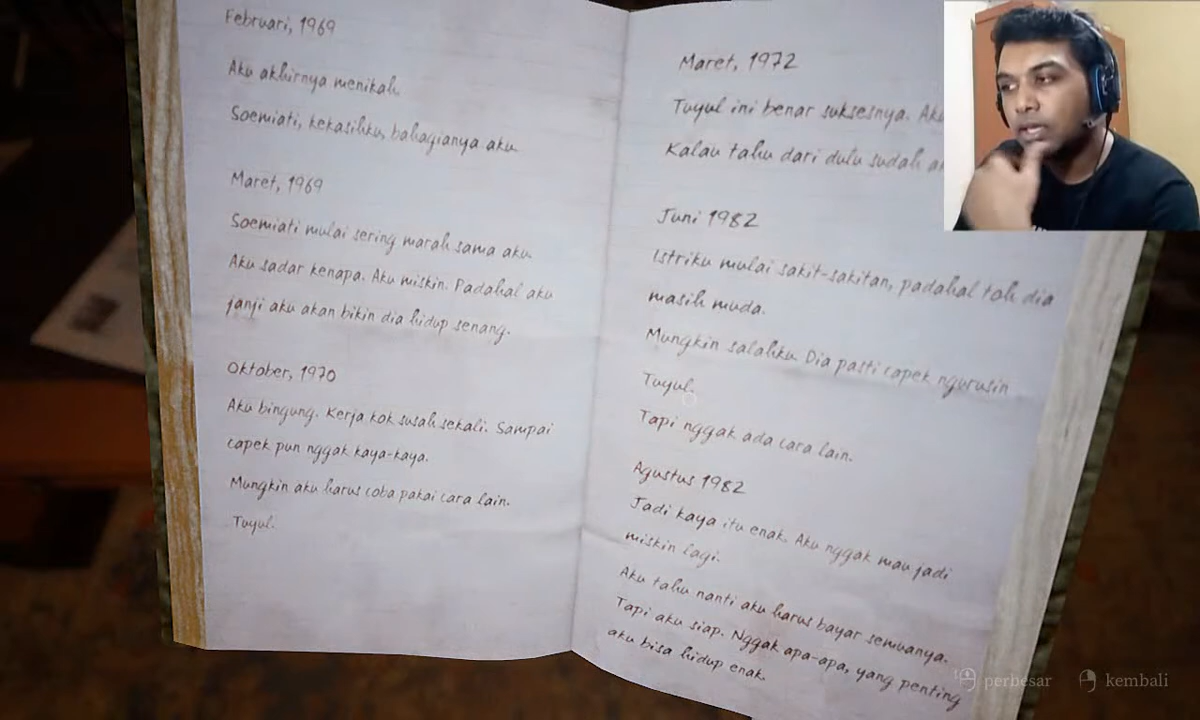 Februari, 1969
Aku akhirnya menikah.
Soemiati, kekasihku, bahagianya aku.
Maret, 1969
Soemiati mulai sering marah sama aku.
Aku sadar kenapa. Aku miskin. Padahal aku
janji aku akan bikin dia hidup senang.
Oktober, 1970
Aku bingung. Kerja kok susah sekali. Sampai
capek pun nggak kaya-kaya.
Mungkin aku harus coba pakai cara lain.
Tuyul.
Maret, 1972
Tuyul ini benar suksesnya. Aku
Kalau tahu dari dulu sudah
Juni 1982
Istriku mulai sakit-sakitan, padahal toh dia
masih muda.
Mungkin salahku. Dia pasti capek ngurusin
Tuyul.
Tapi nggak ada cara lain.
Agustus 1982
Jadi kaya itu enak. Aku nggak mau jadi
miskin lagi.
Aku tahu nanti aku harus bayar semuanya.
Tapi aku siap. Nggak apa-apa, yang penting
aku bisa hidup enak.
perbesar
kembali